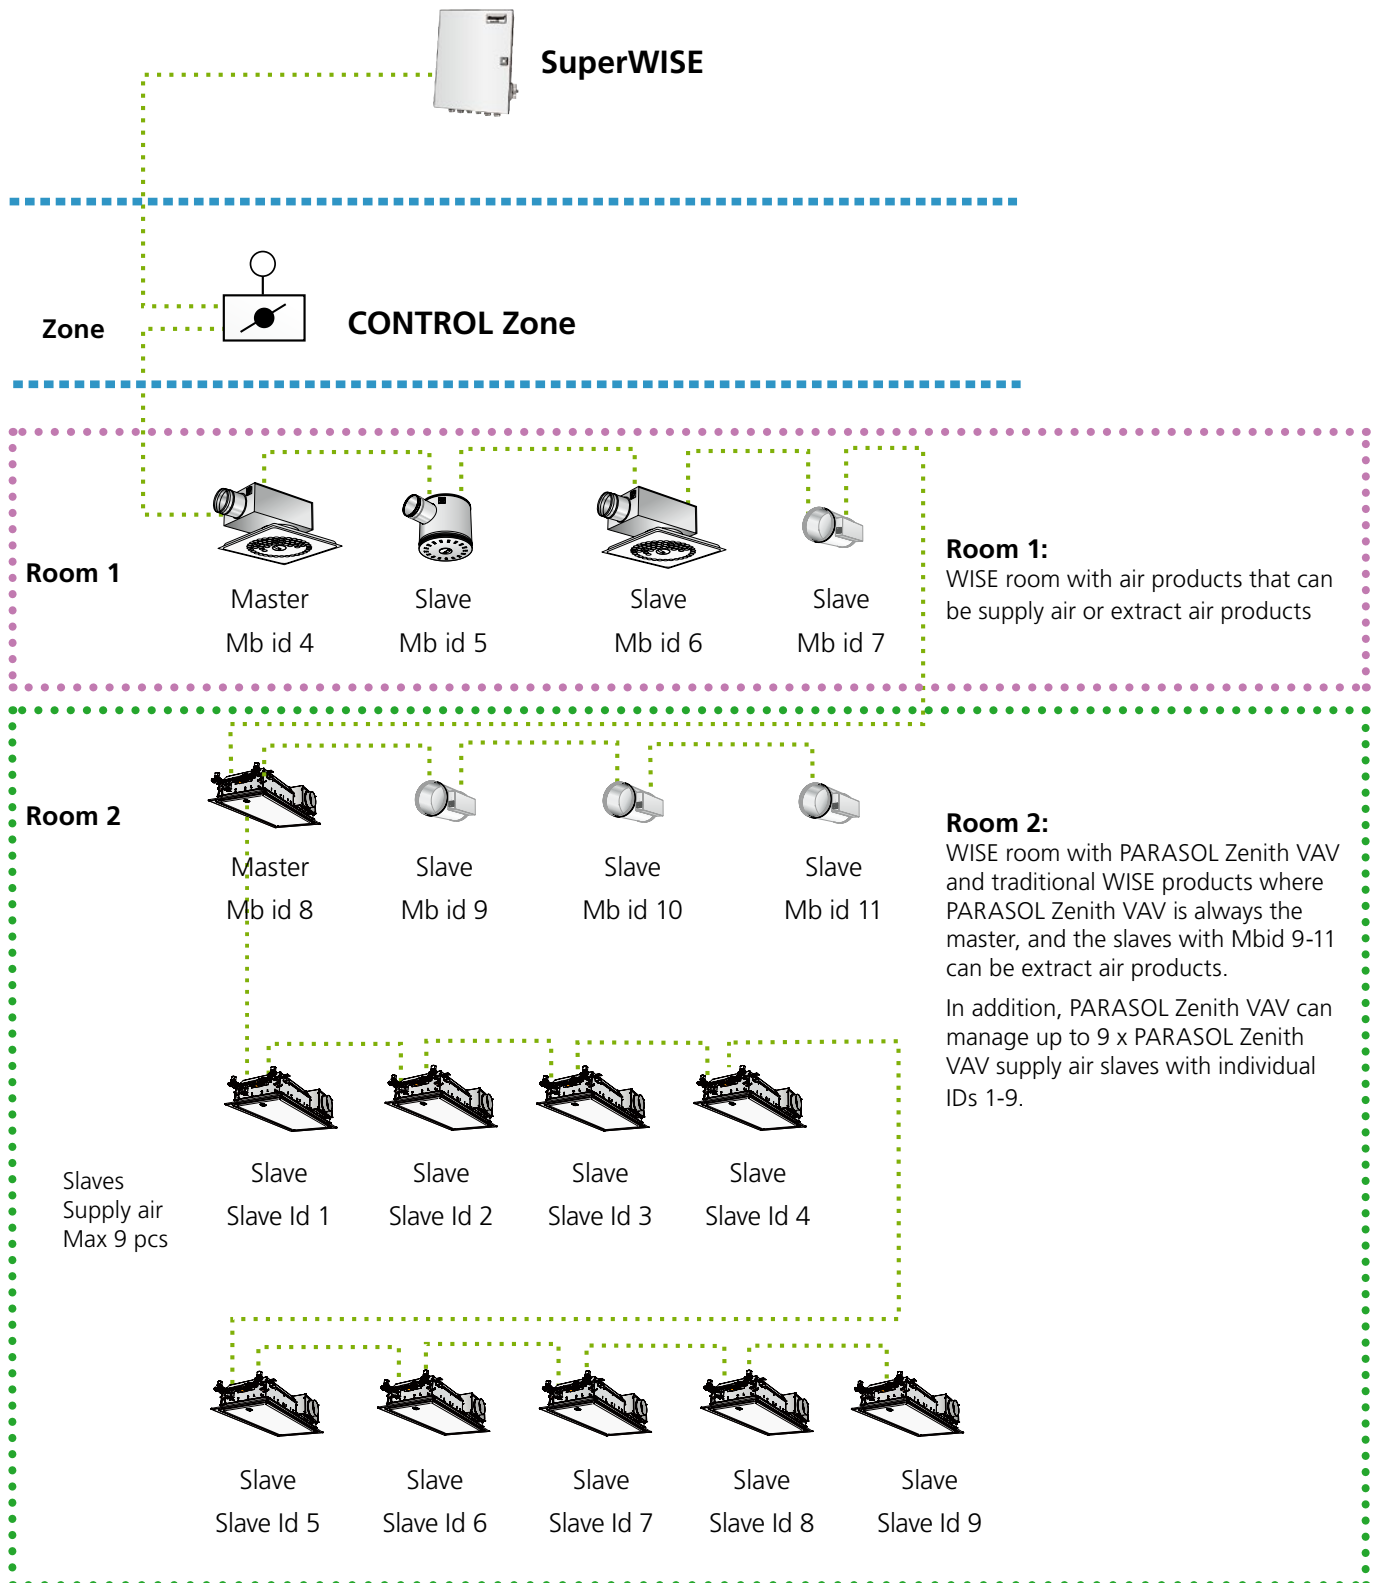 SuperWISE
Zone
CONTROL Zone
Room 1
Master
Mb id 4
Slave
Mb id 5
Slave
Mb id 6
Slave
Mb id 7
Room 1:
WISE room with air products that can
be supply air or extract air products
Room 2
Master
Mb id 8
Slave
Mb id 9
Slave
Mb id 10
Slave
Mb id 11
Room 2:
WISE room with PARASOL Zenith VAV
and traditional WISE products where
PARASOL Zenith VAV is always the
master, and the slaves with Mbid 9-11
can be extract air products.
In addition, PARASOL Zenith VAV can
manage up to 9 x PARASOL Zenith
VAV supply air slaves with individual
IDs 1-9.
Slaves
Supply air
Max 9 pcs
Slave
Slave Id 1
Slave
Slave Id 2
Slave
Slave Id 3
Slave
Slave Id 4
Slave
Slave Id 5
Slave
Slave Id 6
Slave
Slave Id 7
Slave
Slave Id 8
Slave
Slave Id 9